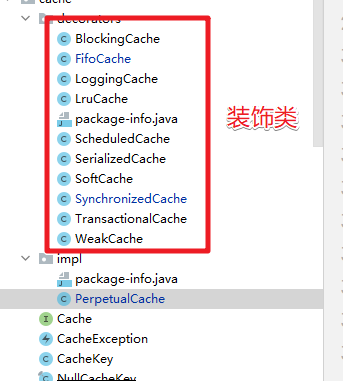 cache
decorators
BlockingCache
FifoCache
LoggingCache
LruCache
package-info.java
ScheduledCache
SerializedCache
SoftCache
SynchronizedCache
TransactionalCache
WeakCache
装饰类
impl
package-info.java
PerpetualCache
Cache
CacheException
CacheKey
NullCacheKey